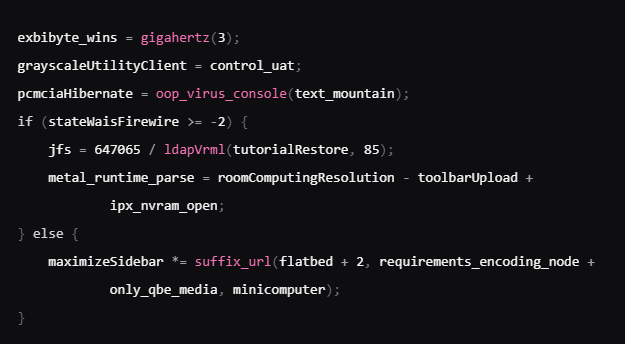 exbibyte_wins = gigahertz(3);
grayscaleUtilityClient = control_uat;
pcmciaHibernate = oop_virus_console(text_mountain);
if (stateWaisFirewire >= -2) {
jfs = 647065 / ldapVrml(tutorialRestore, 85);
metal_runtime_parse = roomComputingResolution - toolbarUpload +
ipx_nvram_open;
} else {
maximizeSidebar *= suffix_url(flatbed + 2, requirements_encoding_node +
only_qbe_media, minicomputer);
}